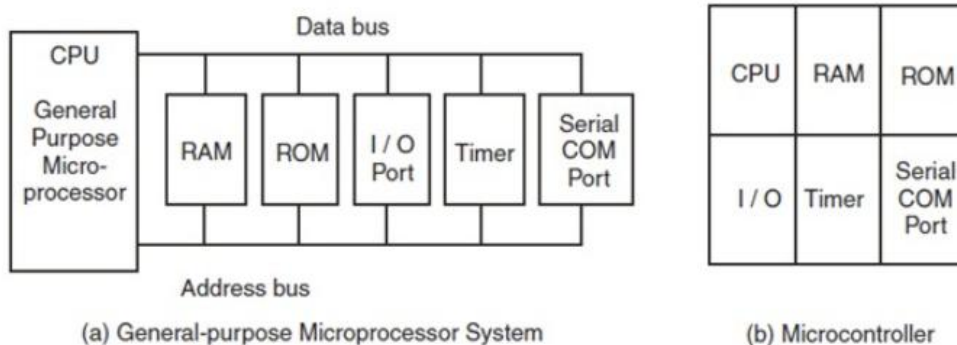 Data bus
CPU
General
Purpose
Micro-
processor
RAM
ROM
I / O
Port
Timer
Serial
COM
Port
Address bus
(a) General-purpose Microprocessor System
CPU
RAM
ROM
I / O
Timer
Serial
COM
Port
(b) Microcontroller